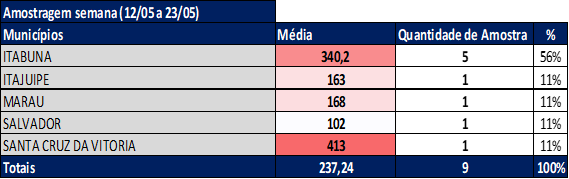 Amostragem semana (12/05 a 23/05)
Municípios Média Quantidade de Amostra %
ITABUNA 340,2 5 56%
ITAJUIPE 163 1 11%
MARAU 168 1 11%
SALVADOR 102 1 11%
SANTA CRUZ DA VITORIA 413 1 11%
Totais 237,24 9 100%